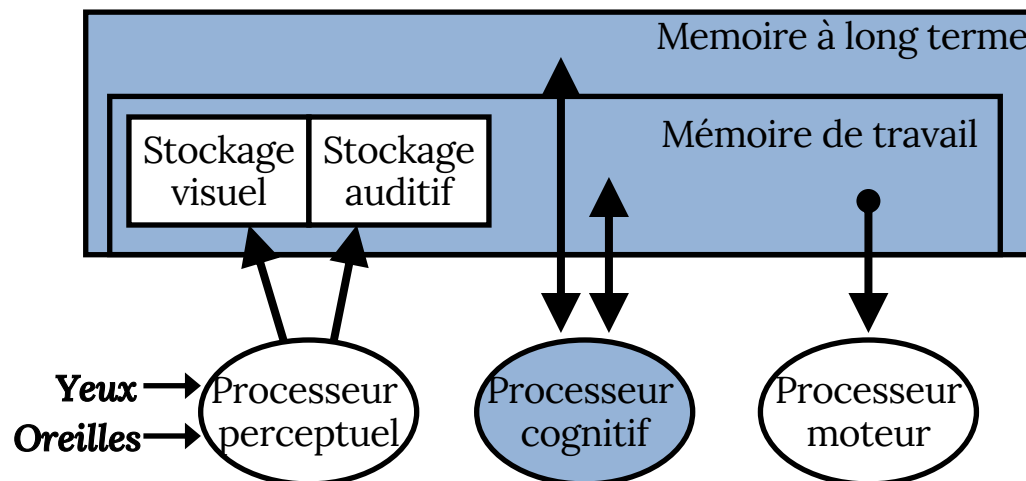 Memoire à long terme
Mémoire de travail
Stockage
visuel
Stockage
auditif
Yeux
Oreilles
Processeur
perceptuel
Processeur
cognitif
Processeur
moteur